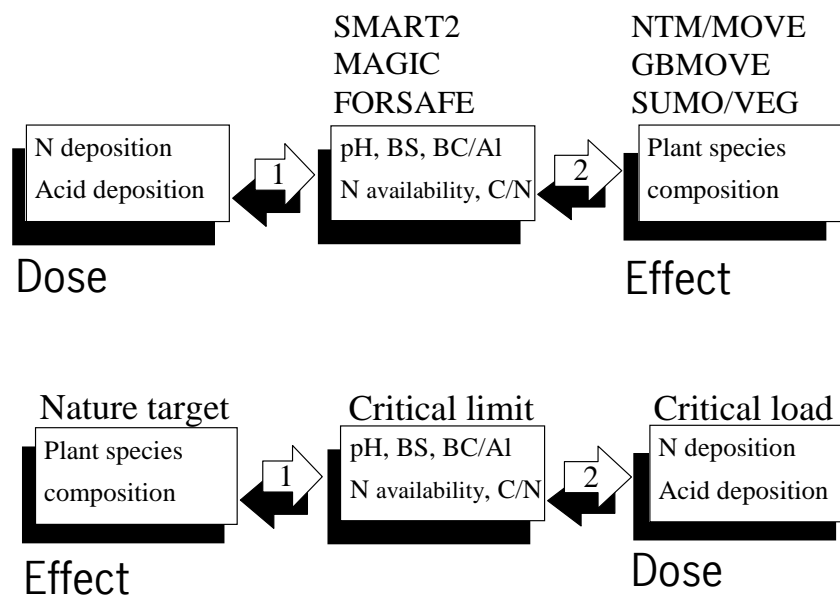 SMART2
MAGIC
FORSAFE
NTM/MOVE
GBMOVE
SUMO/VEG
N deposition
Acid deposition
1
pH, BS, BC/Al
N availability, C/N
2
Plant species
composition
Dose
Effect
Nature target
Critical limit
Critical load
Plant species
composition
1
pH, BS, BC/Al
N availability, C/N
2
N deposition
Acid deposition
Effect
Dose